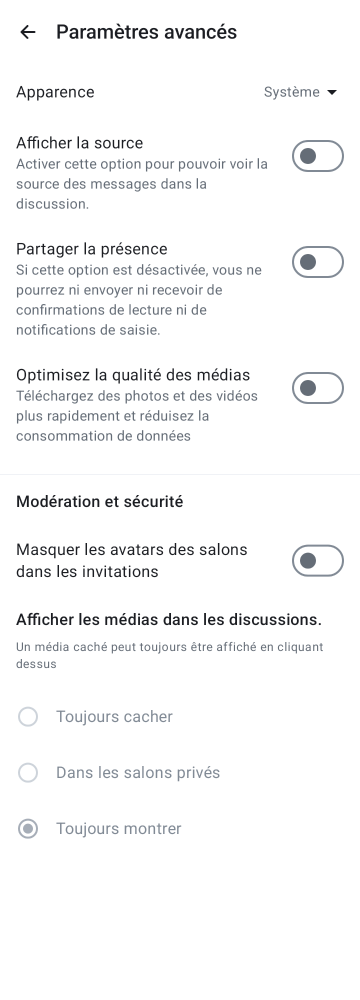 Paramètres avancés
Apparence
Système
Afficher la source
Activer cette option pour pouvoir voir la
source des messages dans la
discussion.
Partager la présence
Si cette option est désactivée, vous ne
pourrez ni envoyer ni recevoir de
confirmations de lecture ni de
notifications de saisie.
Optimisez la qualité des médias
Téléchargez des photos et des vidéos
plus rapidement et réduisez la
consommation de données
Modération et sécurité
Masquer les avatars des salons
dans les invitations
Afficher les médias dans les discussions.
Un média caché peut toujours être affiché en cliquant
dessus
Toujours cacher
Dans les salons privés
Toujours montrer